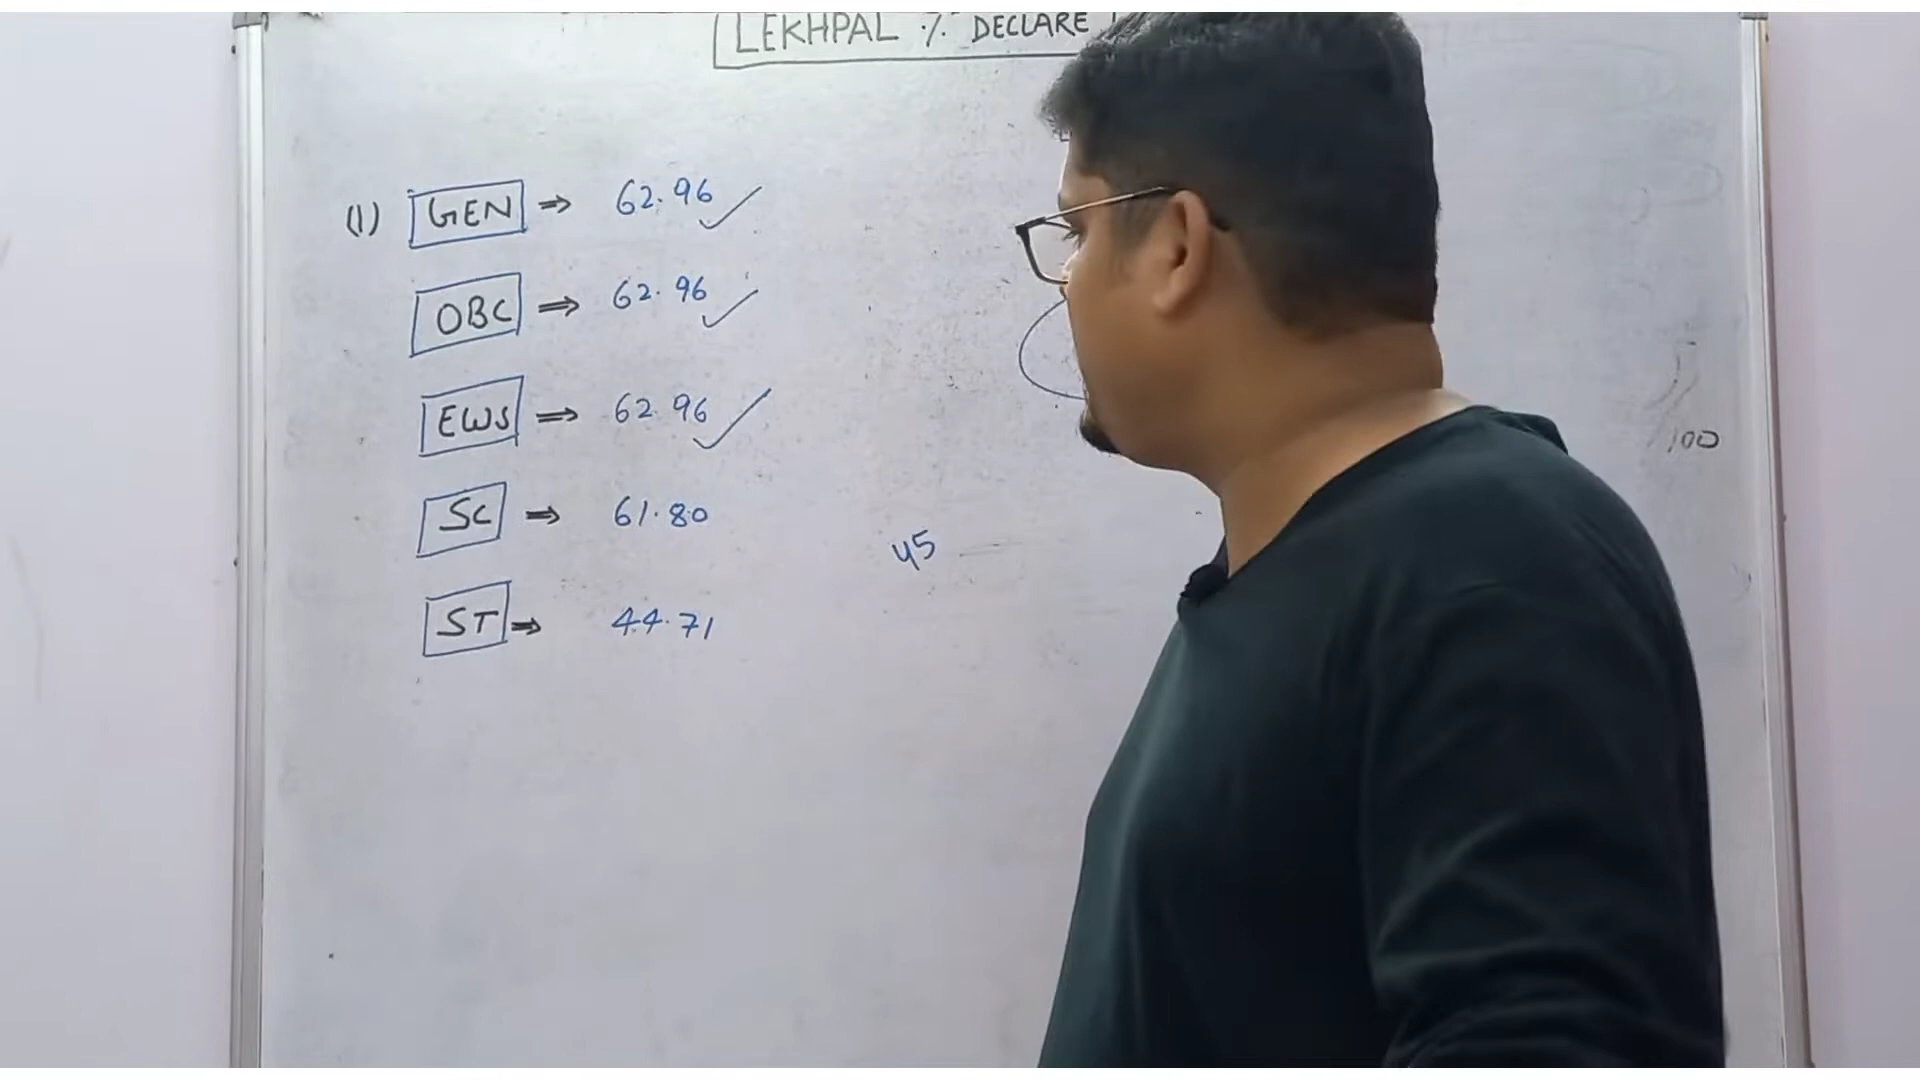 LEKHPAL ·/· DECLARE
(1) GEN ⇒ 62.96 ✓
OBC ⇒ 62.96 ✓
EWS ⇒ 62.96 ✓
SC ⇒ 61.80
45
ST ⇒ 44.71
100